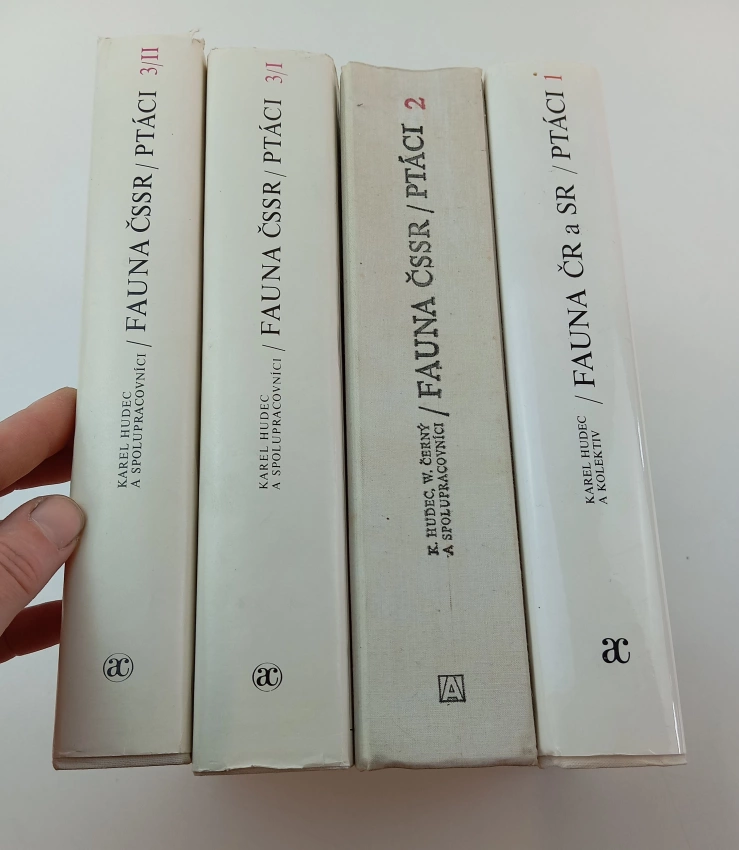 KAREL HUDEC
A SPOLUPRACOVNÍCI / FAUNA ČSSR / PTÁCI 3/II
æ
KAREL HUDEC
A SPOLUPRACOVNÍCI / FAUNA ČSSR / PTÁCI 3/I
æ
K. HUDEC, W. ČERNÝ
A SPOLUPRACOVNÍCI / FAUNA ČSSR / PTÁCI 2
A
KAREL HUDEC
A KOLEKTIV / FAUNA ČR a SR / PTÁCI 1
æ